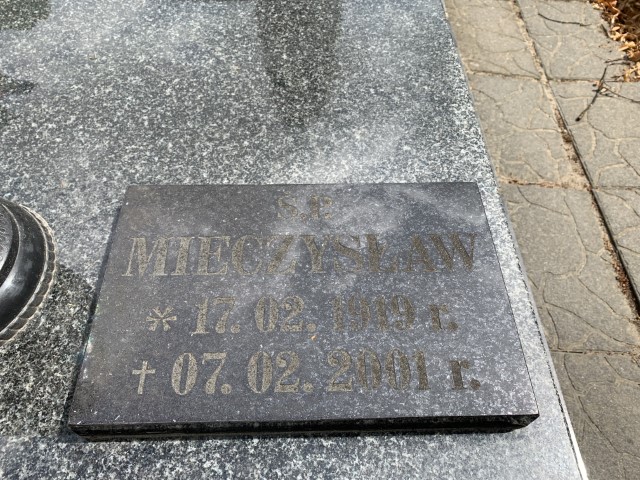 Ś.P.
MIECZYSŁAW
* 17. 02. 1919 r.
+ 07. 02. 2001 r.